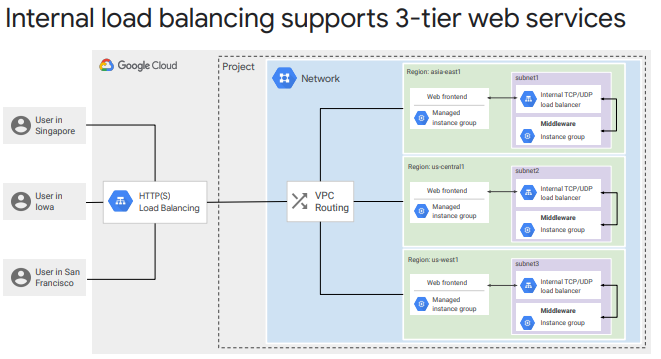 Internal load balancing supports 3-tier web services
Google Cloud
Project
Network
User in
Singapore
User in
Iowa
User in San
Francisco
HTTP(S)
Load Balancing
VPC
Routing
Region: asia-east1
Web frontend
Managed
instance group
subnet1
Internal TCP/UDP
load balancer
Middleware
Instance group
Region: us-central1
Web frontend
Managed
instance group
subnet2
Internal TCP/UDP
load balancer
Middleware
Instance group
Region: us-west1
Web frontend
Managed
instance group
subnet3
Internal TCP/UDP
load balancer
Middleware
Instance group